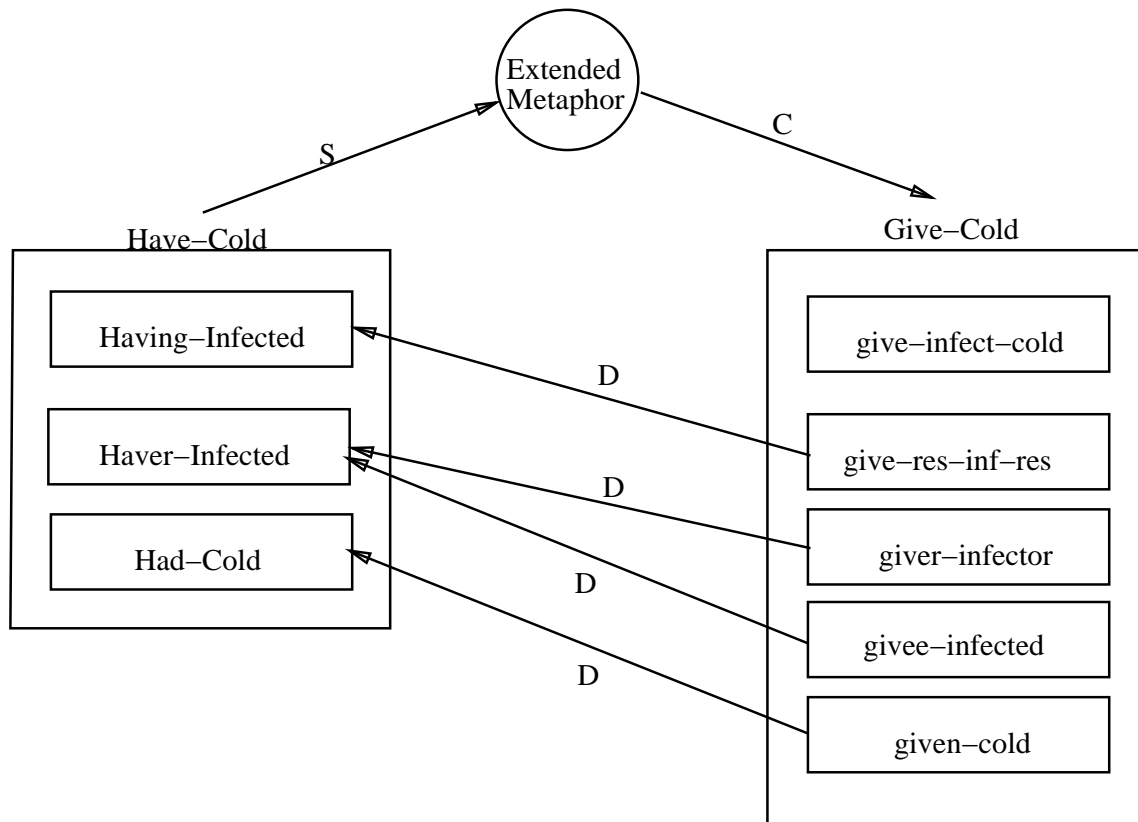 Extended
Metaphor
S
C
Have−Cold
Give−Cold
Having−Infected
give−infect−cold
D
Haver−Infected
give−res−inf−res
D
Had−Cold
giver−infector
D
givee−infected
D
given−cold